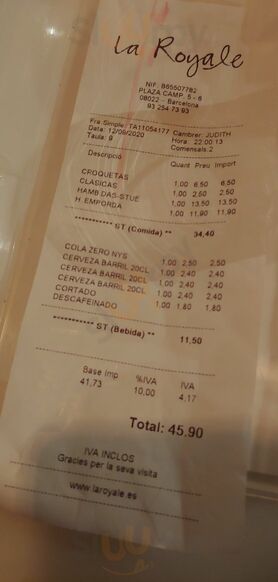 La Royale
NIF: B65507782
PLAZA CAMP, 5 - 6
08022 - Barcelona
93 254 73 93
Fra.Simple: TA11054177 Cambrer: JUDITH
Data: 12/09/2020 Hora: 22:00:13
Taula: 9 Comensals: 2
Descripció Quant Preu Import
CROQUETAS
CLASICAS 1,00 6,50 6,50
HAMB.DAS-STUE 1,00 2,50 2,50
H. EMPORDA 1,00 13,50 13,50
1,00 11,90 11,90
********** ST (Comida) ** 34,40
COLA ZERO NYS 1,00 2,50 2,50
CERVEZA BARRIL 20CL 1,00 2,40 2,40
CERVEZA BARRIL 20CL 1,00 2,40 2,40
CERVEZA BARRIL 20CL 1,00 2,40 2,40
CORTADO 1,00 1,80 1,80
DESCAFEINADO
********** ST (Bebida) ** 11,50
Base Imp %IVA IVA
41,73 10,00 4,17
Total: 45.90
IVA INCLOS
Gracies per la seva visita
www.laroyale.es